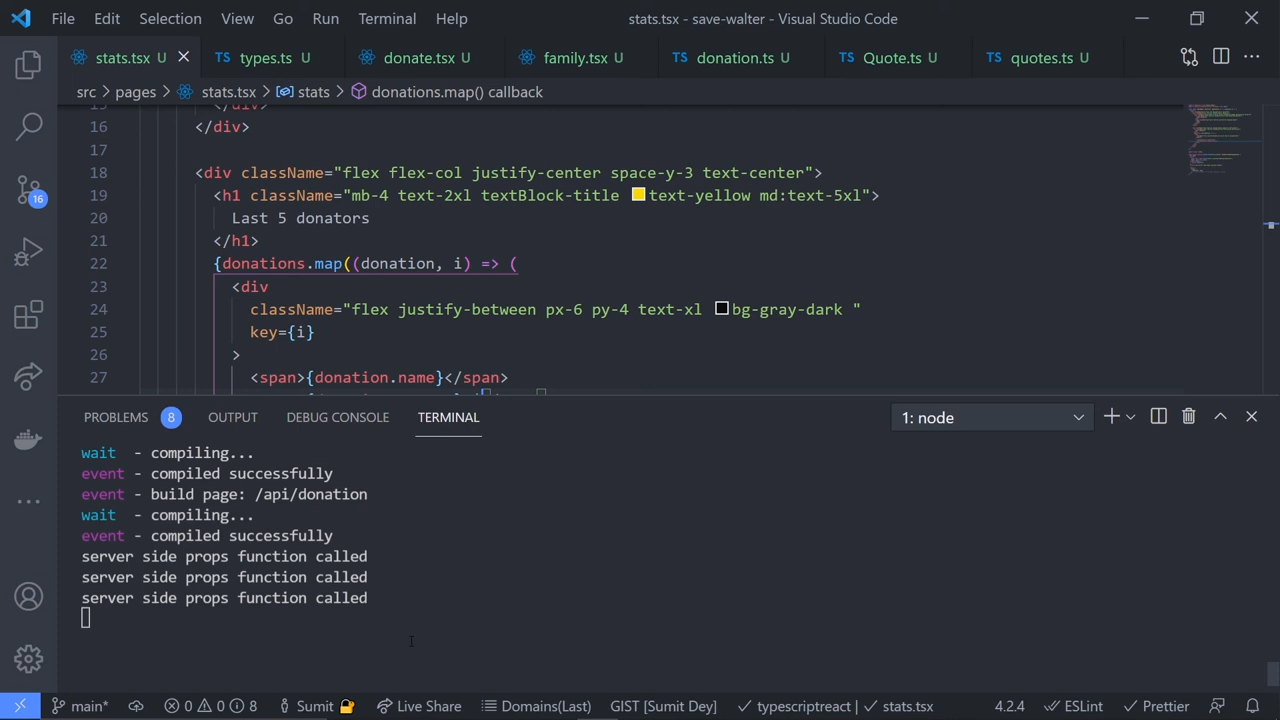 File Edit Selection View Go Run Terminal Help stats.tsx - save-walter - Visual Studio Code
stats.tsx U TS types.ts U donate.tsx U family.tsx U TS donation.ts U TS Quote.ts U TS quotes.ts U
src > pages > stats.tsx > stats > donations.map() callback
15 </div>
16 </div>
17
18 <div className="flex flex-col justify-center space-y-3 text-center">
19 <h1 className="mb-4 text-2xl textBlock-title text-yellow md:text-5xl">
20 Last 5 donators
21 </h1>
22 {donations.map((donation, i) => (
23 <div
24 className="flex justify-between px-6 py-4 text-xl bg-gray-dark "
25 key={i}
26 >
27 <span>{donation.name}</span>
16
PROBLEMS 8 OUTPUT DEBUG CONSOLE TERMINAL 1: node
wait - compiling...
event - compiled successfully
event - build page: /api/donation
wait - compiling...
event - compiled successfully
server side props function called
server side props function called
server side props function called
main* 0 0 8 Sumit Live Share Domains(Last) GIST [Sumit Dey] typescriptreact | stats.tsx 4.2.4 ESLint Prettier